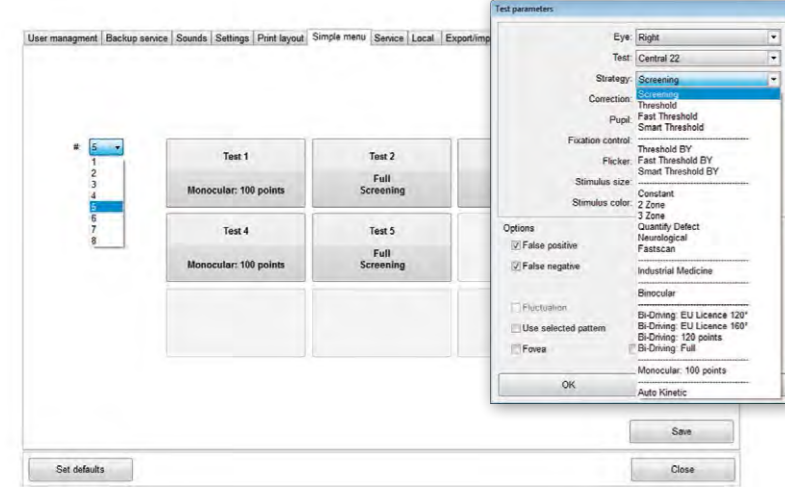 Test parameters
User managment Backup service Sounds Settings Print layout Simple menu Service Local Export/imp
#: 5
1
2
3
4
5
6
7
8
Test 1
Monocular: 100 points
Test 2
Full
Screening
Test 4
Monocular: 100 points
Test 5
Full
Screening
Eye: Right
Test: Central 22
Strategy: Screening
Correction:
Pupil:
Fixation control:
Flicker:
Stimulus size:
Stimulus color:
Screening
Threshold
Fast Threshold
Smart Threshold
Threshold BY
Fast Threshold BY
Smart Threshold BY
Constant
2 Zone
3 Zone
Quantify Defect
Neurological
Fastscan
Industrial Medicine
Binocular
Bi-Driving: EU Licence 120°
Bi-Driving: EU Licence 160°
Bi-Driving: 120 points
Bi-Driving: Full
Monocular: 100 points
Auto Kinetic
Options
False positive
False negative
Fluctuation
Use selected pattern
Fovea
OK
Save
Set defaults
Close